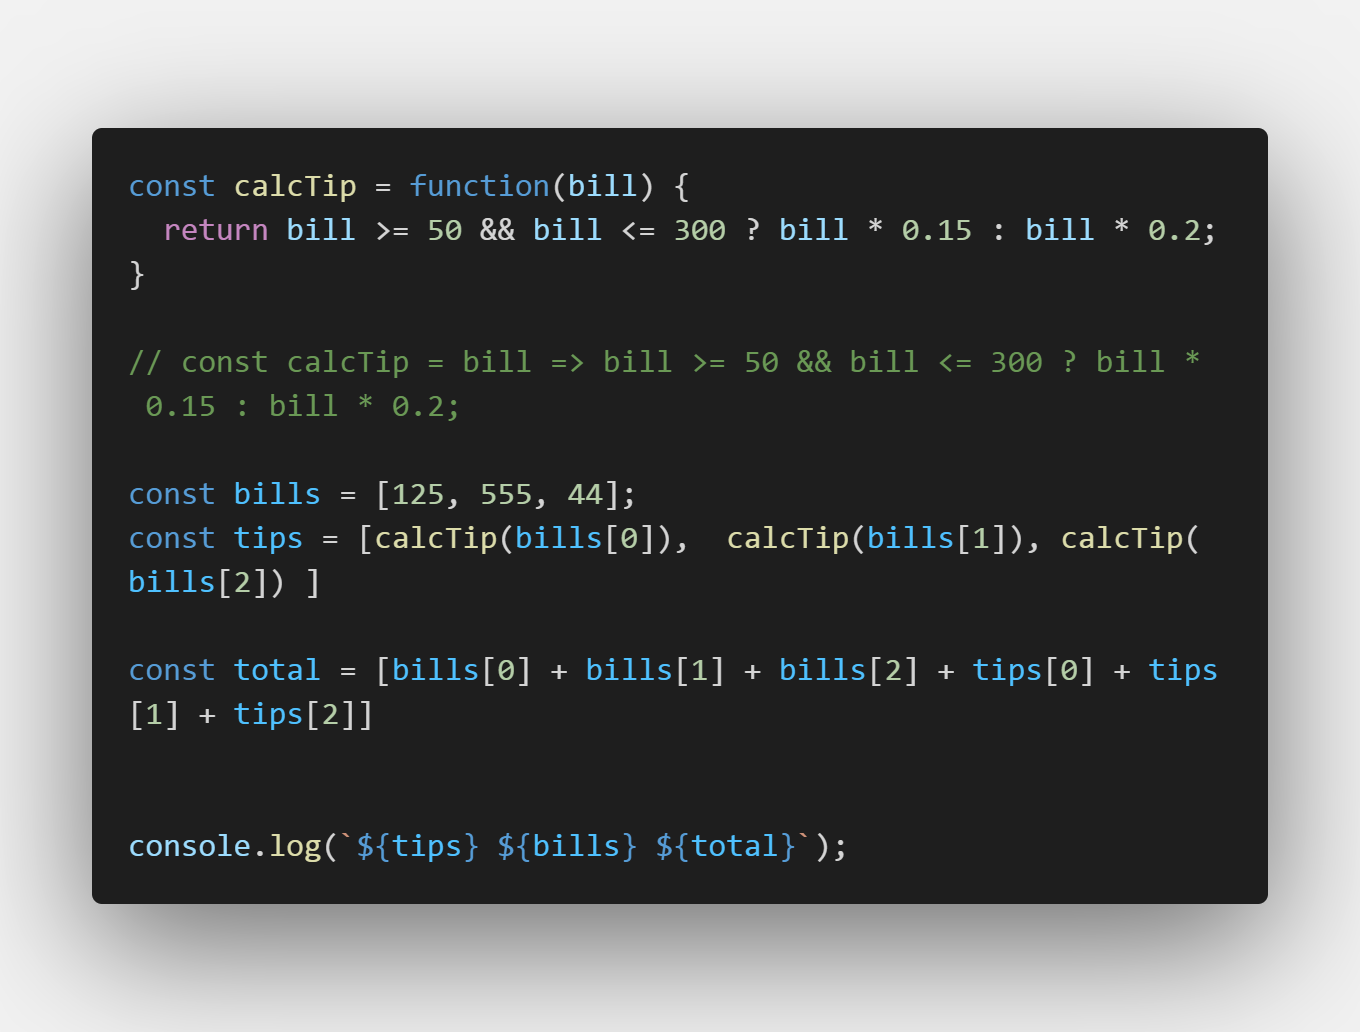 const calcTip = function(bill) {
  return bill >= 50 && bill <= 300 ? bill * 0.15 : bill * 0.2;
}
// const calcTip = bill => bill >= 50 && bill <= 300 ? bill *
 0.15 : bill * 0.2;
const bills = [125, 555, 44];
const tips = [calcTip(bills[0]),  calcTip(bills[1]), calcTip(
bills[2]) ]
const total = [bills[0] + bills[1] + bills[2] + tips[0] + tips
[1] + tips[2]]
console.log(`${tips} ${bills} ${total}`);